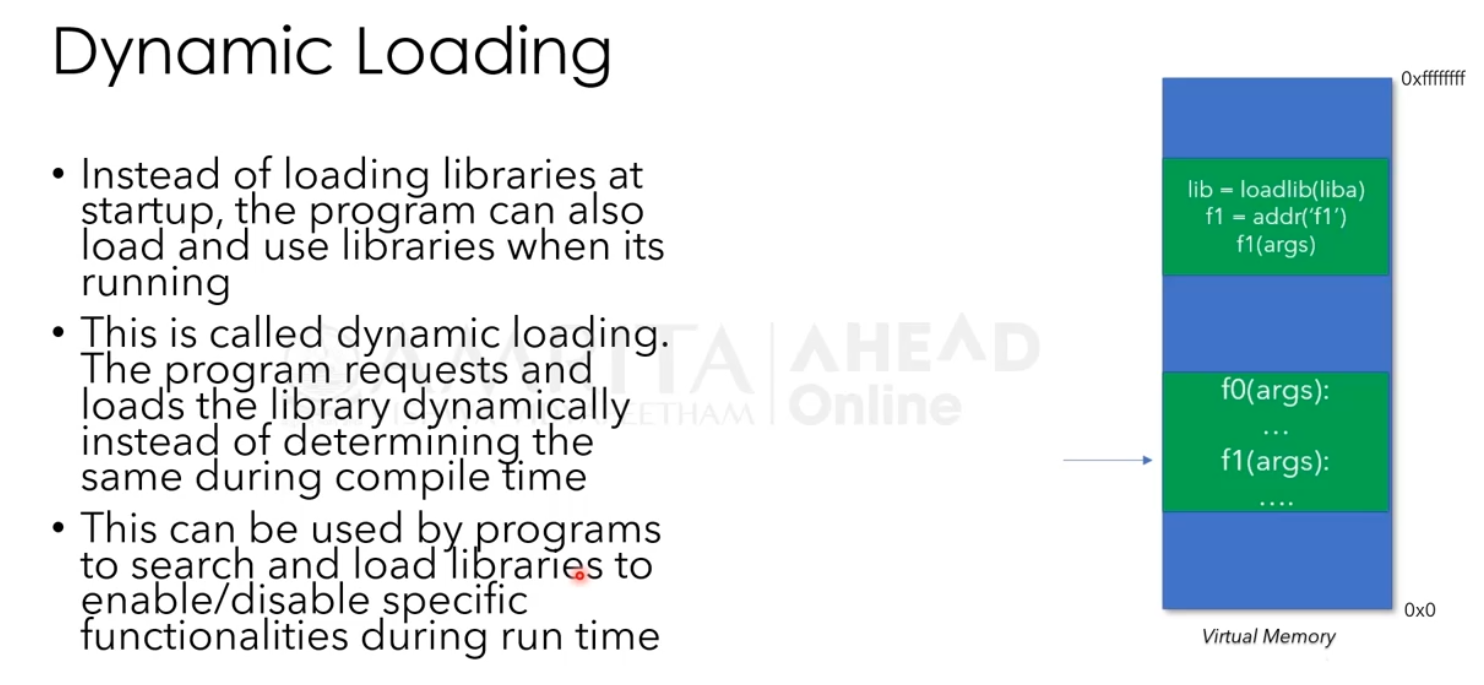 Dynamic Loading
• Instead of loading libraries at
startup, the program can also
load and use libraries when its
running
• This is called dynamic loading.
The program requests and
loads the library dynamically
instead of determining the
same during compile time
• This can be used by programs
to search and load libraries to
enable/disable specific
functionalities during run time
AMRITA
VISHWA VIDYAPEETHAM
AHEAD
Online
0xffffffff
lib = loadlib(liba)
f1 = addr(‘f1’)
f1(args)
f0(args):
…
f1(args):
….
0x0
Virtual Memory